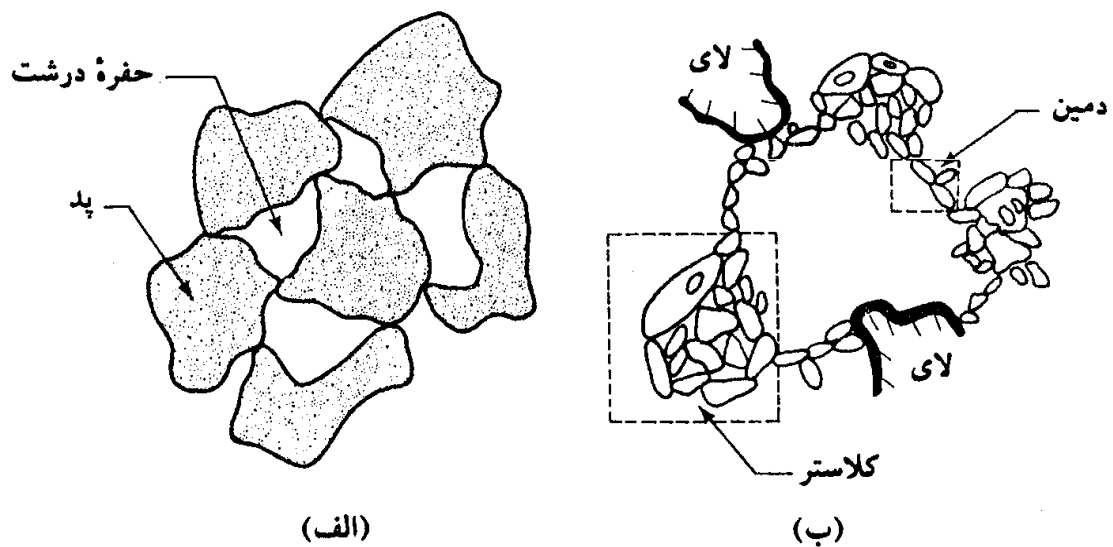 حفرهٔ درشت
پد
(الف)
لای
دمین
لای
کلاستر
(ب)